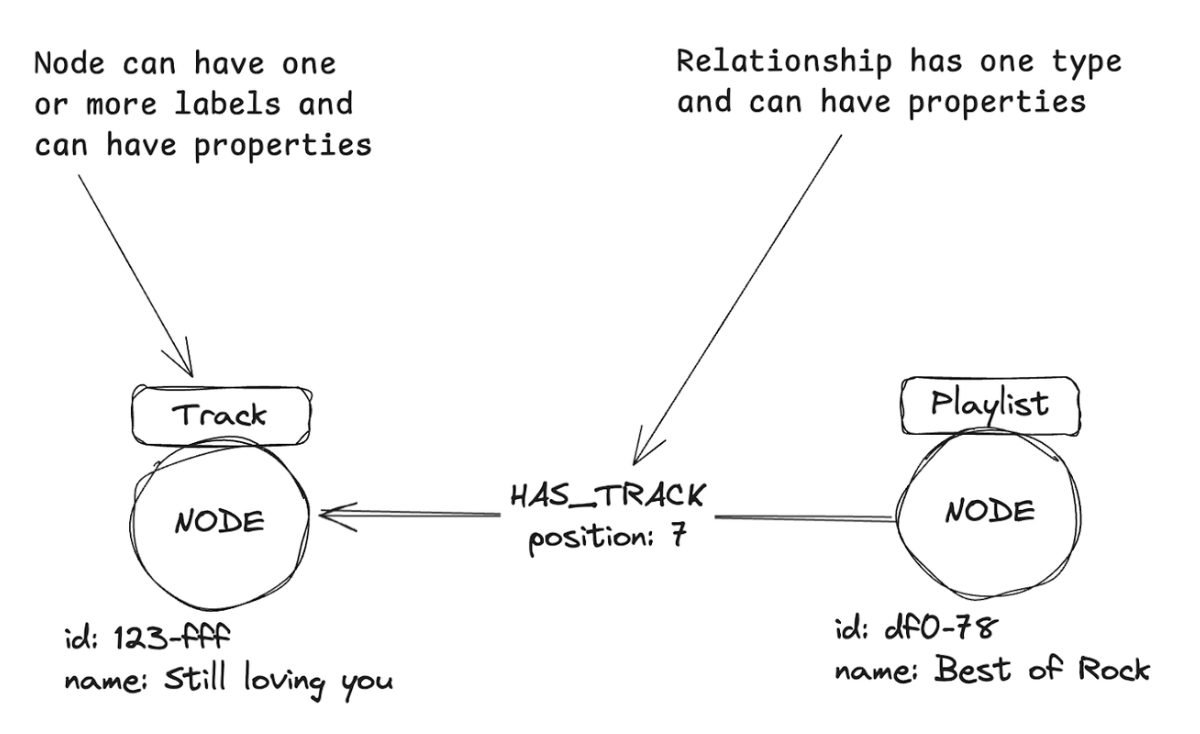 Node can have one
or more labels and
can have properties
Relationship has one type
and can have properties
Track
NODE
id: 123-fff
name: Still loving you
HAS_TRACK
position: 7
Playlist
NODE
id: df0-78
name: Best of Rock